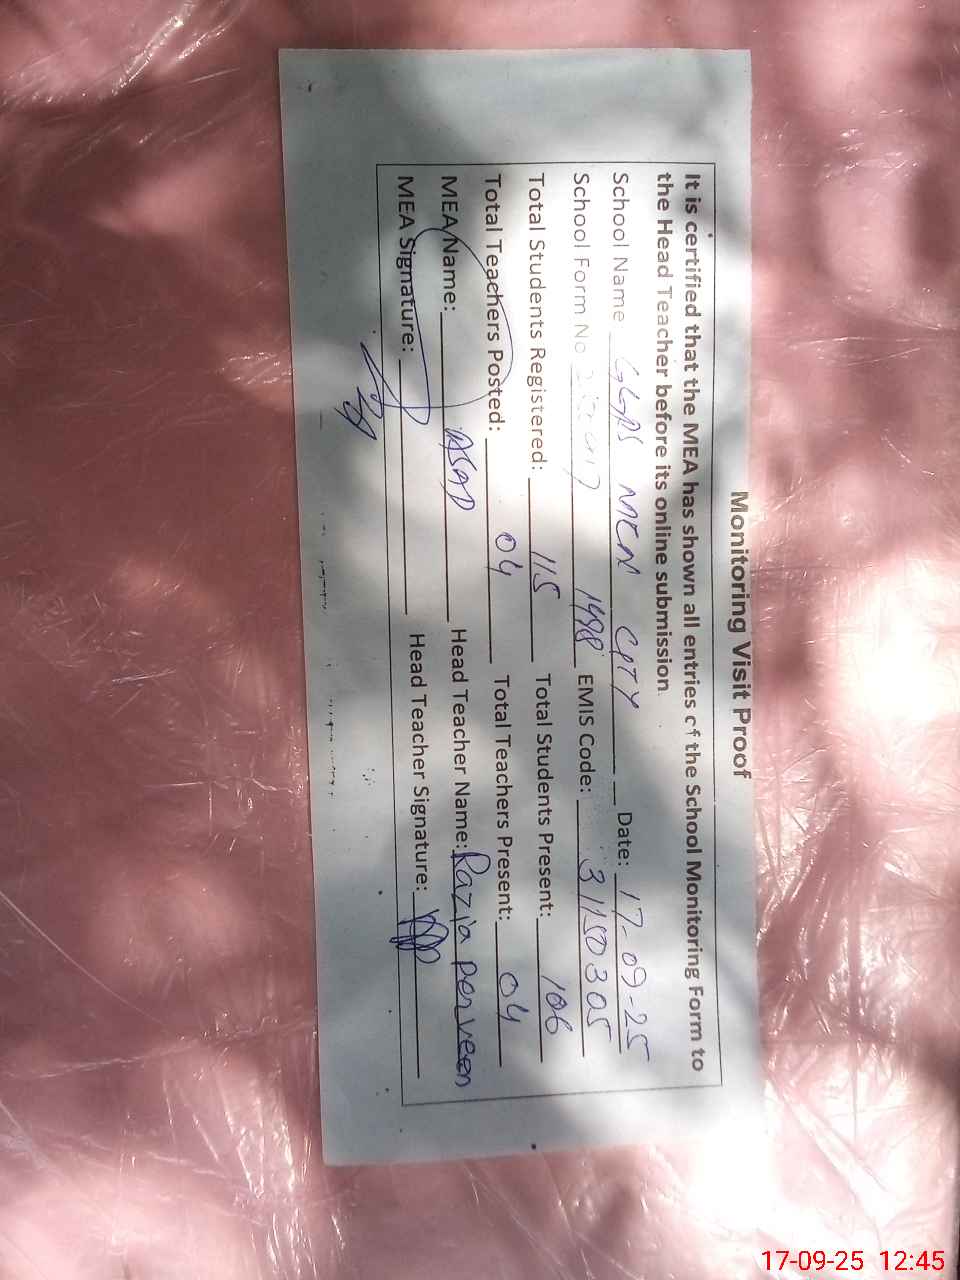 Monitoring Visit Proof
It is certified that the MEA has shown all entries of the School Monitoring Form to
the Head Teacher before its online submission.
School Name GGPS MCM CPTY Date: 17-09-25
School Form No 1498 EMIS Code: 31150305
Total Students Registered: 115 Total Students Present: 106
Total Teachers Posted: 04 Total Teachers Present: 04
MEA Name: ASAD Head Teacher Name: Razia Perveen
MEA Signature: Head Teacher Signature:
17-09-25 12:45